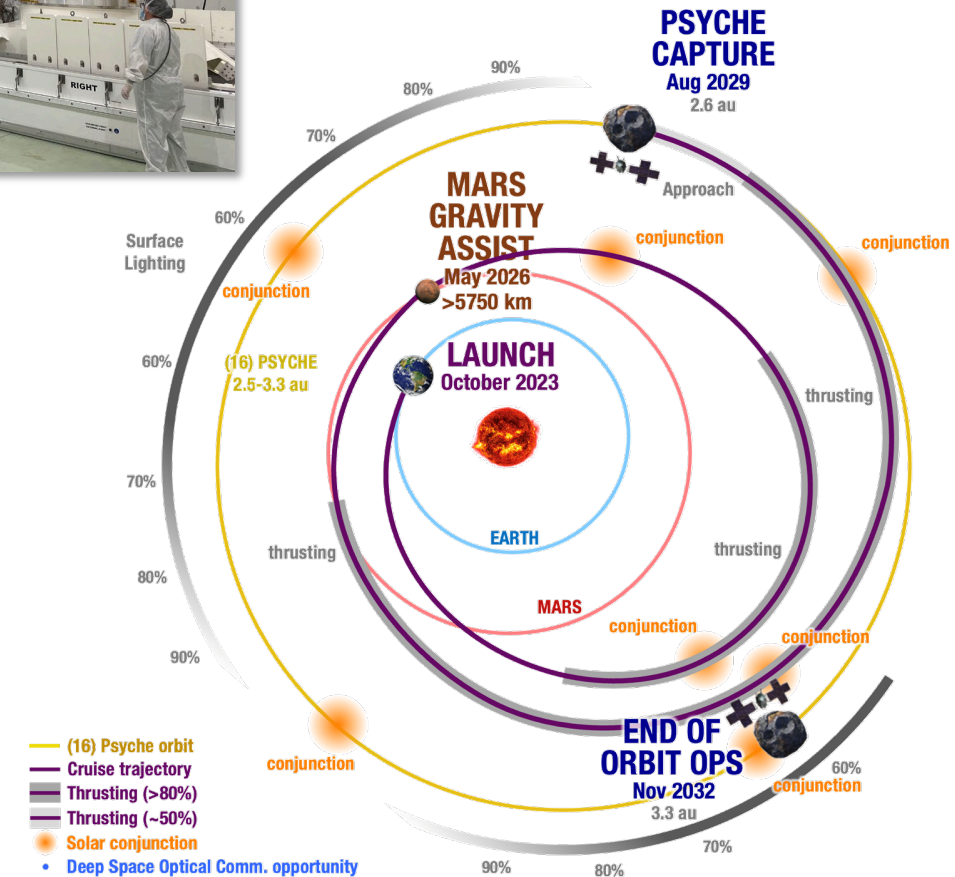 RIGHT
PSYCHE
CAPTURE
Aug 2029
2.6 au
90%
80%
70%
60%
Surface
Lighting
60%
70%
80%
90%
Approach
MARS
GRAVITY
ASSIST
May 2026
>5750 km
conjunction
conjunction
conjunction
(16) PSYCHE
2.5-3.3 au
LAUNCH
October 2023
thrusting
EARTH
thrusting
thrusting
MARS
conjunction
conjunction
END OF
ORBIT OPS
Nov 2032
3.3 au
conjunction
conjunction
60%
70%
80%
90%
(16) Psyche orbit
Cruise trajectory
Thrusting (>80%)
Thrusting (~50%)
Solar conjunction
Deep Space Optical Comm. opportunity